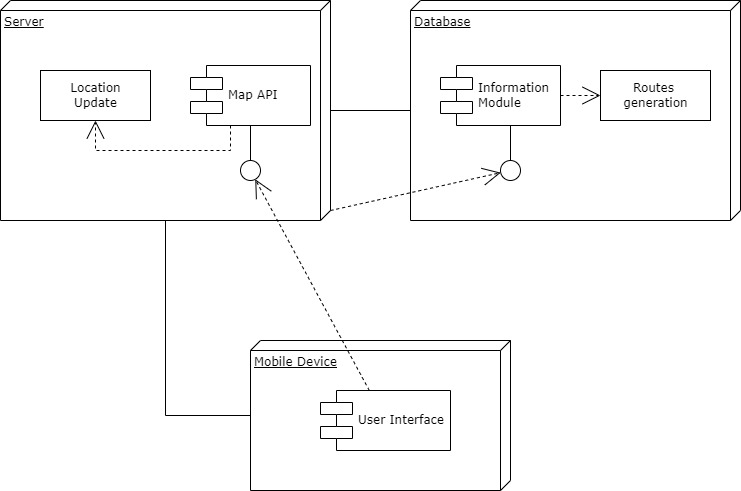 Server
Database
Location
Update
Map API
Information
Module
Routes
generation
Mobile Device
User Interface